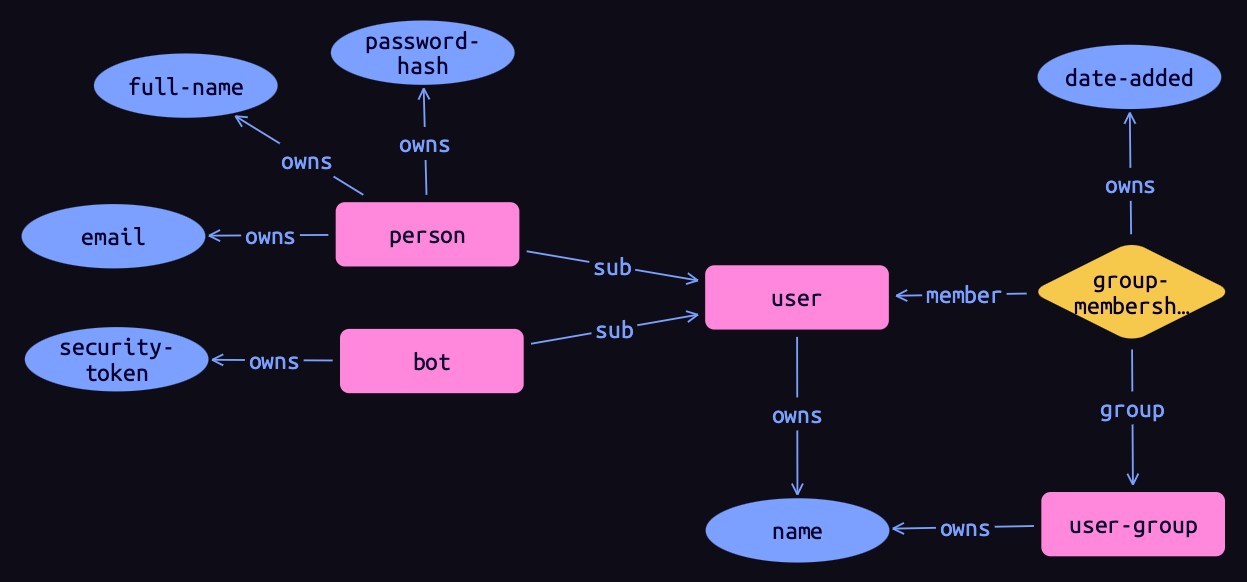 password-
hash
full-name
date-added
owns
owns
owns
email
owns
person
sub
user
member
group-
membersh…
security-
token
owns
bot
sub
owns
group
name
owns
user-group